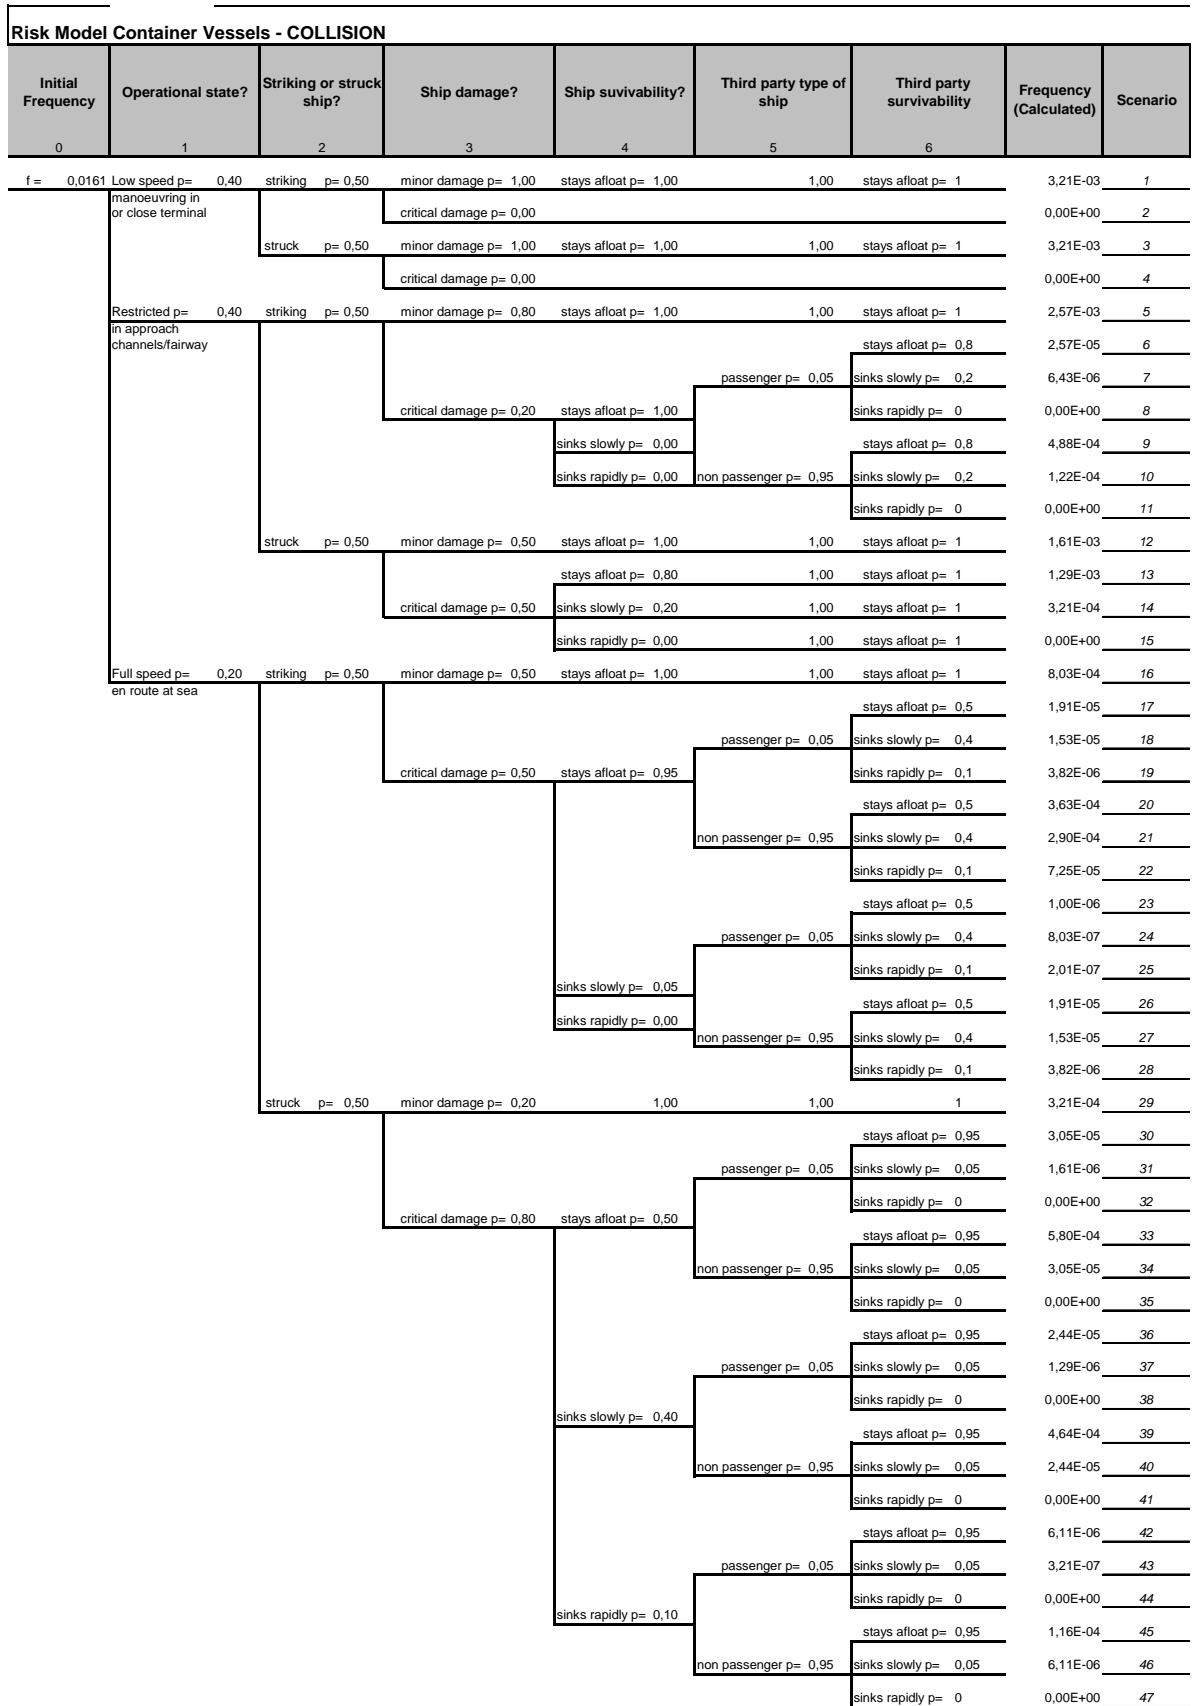 Risk Model Container Vessels - COLLISION
Initial Frequency Operational state? Striking or struck ship? Ship damage? Ship suvivability? Third party type of ship Third party survivability Frequency (Calculated) Scenario
0 1 2 3 4 5 6
f = 0,0161 Low speed p= 0,40 striking p= 0,50 minor damage p= 1,00 stays afloat p= 1,00 1,00 stays afloat p= 1 3,21E-03 1
manoeuvring in
or close terminal critical damage p= 0,00 0,00E+00 2
struck p= 0,50 minor damage p= 1,00 stays afloat p= 1,00 1,00 stays afloat p= 1 3,21E-03 3
critical damage p= 0,00 0,00E+00 4
Restricted p= 0,40 striking p= 0,50 minor damage p= 0,80 stays afloat p= 1,00 1,00 stays afloat p= 1 2,57E-03 5
in approach
channels/fairway stays afloat p= 0,8 2,57E-05 6
passenger p= 0,05 sinks slowly p= 0,2 6,43E-06 7
critical damage p= 0,20 stays afloat p= 1,00 sinks rapidly p= 0 0,00E+00 8
sinks slowly p= 0,00 stays afloat p= 0,8 4,88E-04 9
sinks rapidly p= 0,00 non passenger p= 0,95 sinks slowly p= 0,2 1,22E-04 10
sinks rapidly p= 0 0,00E+00 11
struck p= 0,50 minor damage p= 0,50 stays afloat p= 1,00 1,00 stays afloat p= 1 1,61E-03 12
stays afloat p= 0,80 1,00 stays afloat p= 1 1,29E-03 13
critical damage p= 0,50 sinks slowly p= 0,20 1,00 stays afloat p= 1 3,21E-04 14
sinks rapidly p= 0,00 1,00 stays afloat p= 1 0,00E+00 15
Full speed p= 0,20 striking p= 0,50 minor damage p= 0,50 stays afloat p= 1,00 1,00 stays afloat p= 1 8,03E-04 16
en route at sea
stays afloat p= 0,5 1,91E-05 17
passenger p= 0,05 sinks slowly p= 0,4 1,53E-05 18
critical damage p= 0,50 stays afloat p= 0,95 sinks rapidly p= 0,1 3,82E-06 19
stays afloat p= 0,5 3,63E-04 20
non passenger p= 0,95 sinks slowly p= 0,4 2,90E-04 21
sinks rapidly p= 0,1 7,25E-05 22
stays afloat p= 0,5 1,00E-06 23
passenger p= 0,05 sinks slowly p= 0,4 8,03E-07 24
sinks rapidly p= 0,1 2,01E-07 25
sinks slowly p= 0,05
stays afloat p= 0,5 1,91E-05 26
sinks rapidly p= 0,00
non passenger p= 0,95 sinks slowly p= 0,4 1,53E-05 27
sinks rapidly p= 0,1 3,82E-06 28
struck p= 0,50 minor damage p= 0,20 1,00 1,00 1 3,21E-04 29
stays afloat p= 0,95 3,05E-05 30
passenger p= 0,05 sinks slowly p= 0,05 1,61E-06 31
sinks rapidly p= 0 0,00E+00 32
critical damage p= 0,80 stays afloat p= 0,50
stays afloat p= 0,95 5,80E-04 33
non passenger p= 0,95 sinks slowly p= 0,05 3,05E-05 34
sinks rapidly p= 0 0,00E+00 35
stays afloat p= 0,95 2,44E-05 36
passenger p= 0,05 sinks slowly p= 0,05 1,29E-06 37
sinks rapidly p= 0 0,00E+00 38
sinks slowly p= 0,40
stays afloat p= 0,95 4,64E-04 39
non passenger p= 0,95 sinks slowly p= 0,05 2,44E-05 40
sinks rapidly p= 0 0,00E+00 41
stays afloat p= 0,95 6,11E-06 42
passenger p= 0,05 sinks slowly p= 0,05 3,21E-07 43
sinks rapidly p= 0 0,00E+00 44
sinks rapidly p= 0,10
stays afloat p= 0,95 1,16E-04 45
non passenger p= 0,95 sinks slowly p= 0,05 6,11E-06 46
sinks rapidly p= 0 0,00E+00 47